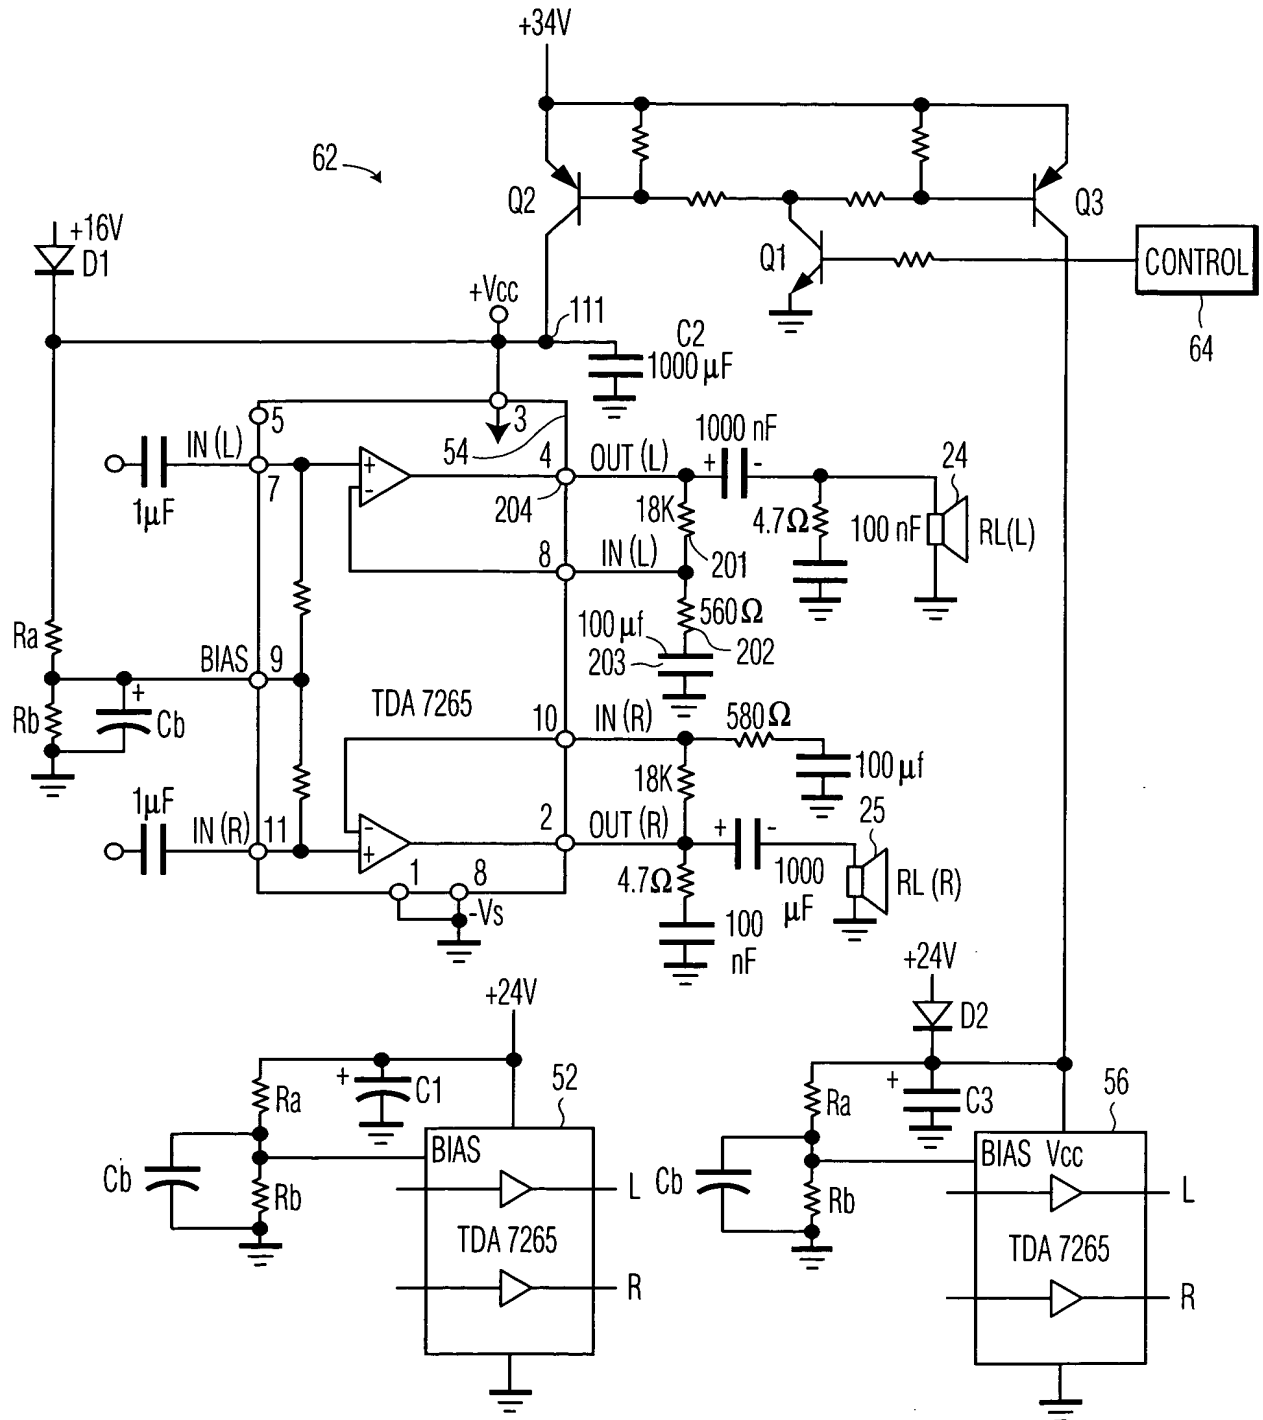 +34V
62
Q2
Q3
+16V
D1
Q1
CONTROL
64
+Vcc
111
C2
1000 µF
5
3
IN (L)
7
1µF
54
4
204
OUT (L)
1000 nF
+ -
24
18K
201
4.7Ω
100 nF
RL(L)
+
-
8
IN (L)
560Ω
202
100 µf
203
Ra
BIAS
9
Rb
+
Cb
TDA 7265
10
IN (R)
580Ω
18K
100 µf
1µF
IN (R)
11
-
+
2
OUT (R)
+ -
25
4.7Ω
1000
µF
RL (R)
1
8
-Vs
100
nF
+24V
Ra
+
C1
52
Cb
Rb
BIAS
L
TDA 7265
R
+24V
D2
Ra
+
C3
56
Cb
Rb
BIAS Vcc
L
TDA 7265
R